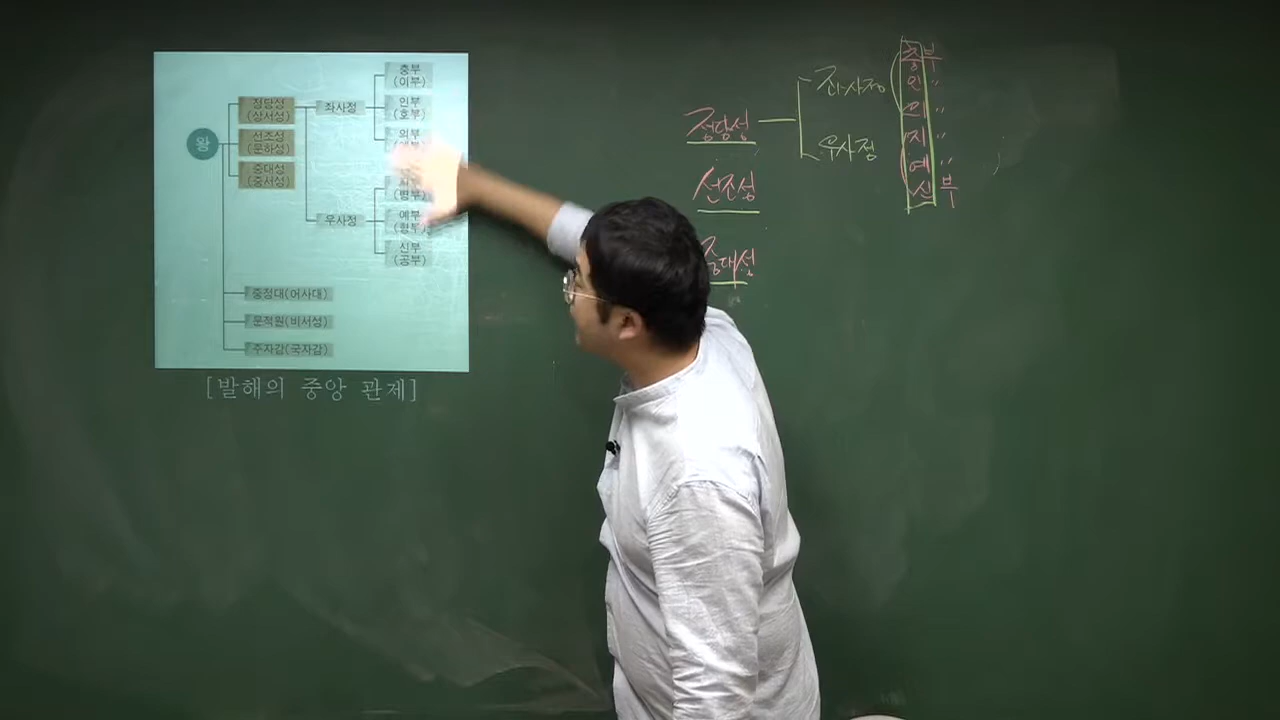 왕
정당성
(상서성)
선조성
(문하성)
중대성
(중서성)
좌사정
우사정
충부
(이부)
인부
(호부)
의부
(병부)
예부
(형부)
신부
(공부)
중정대(어사대)
문적원(비서성)
주자감(국자감)
[발해의 중앙 관제]
정당성
선조성
중대성
좌사정
우사정
충부
인 〃
의 〃
지 〃
예 〃
신부